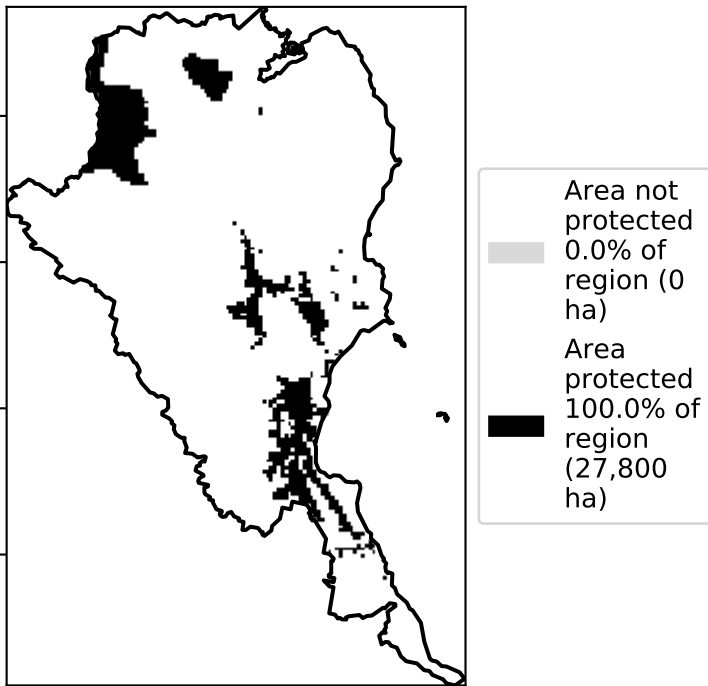 Area not
protected
0.0% of
region (0
ha)
Area
protected
100.0% of
region
(27,800
ha)